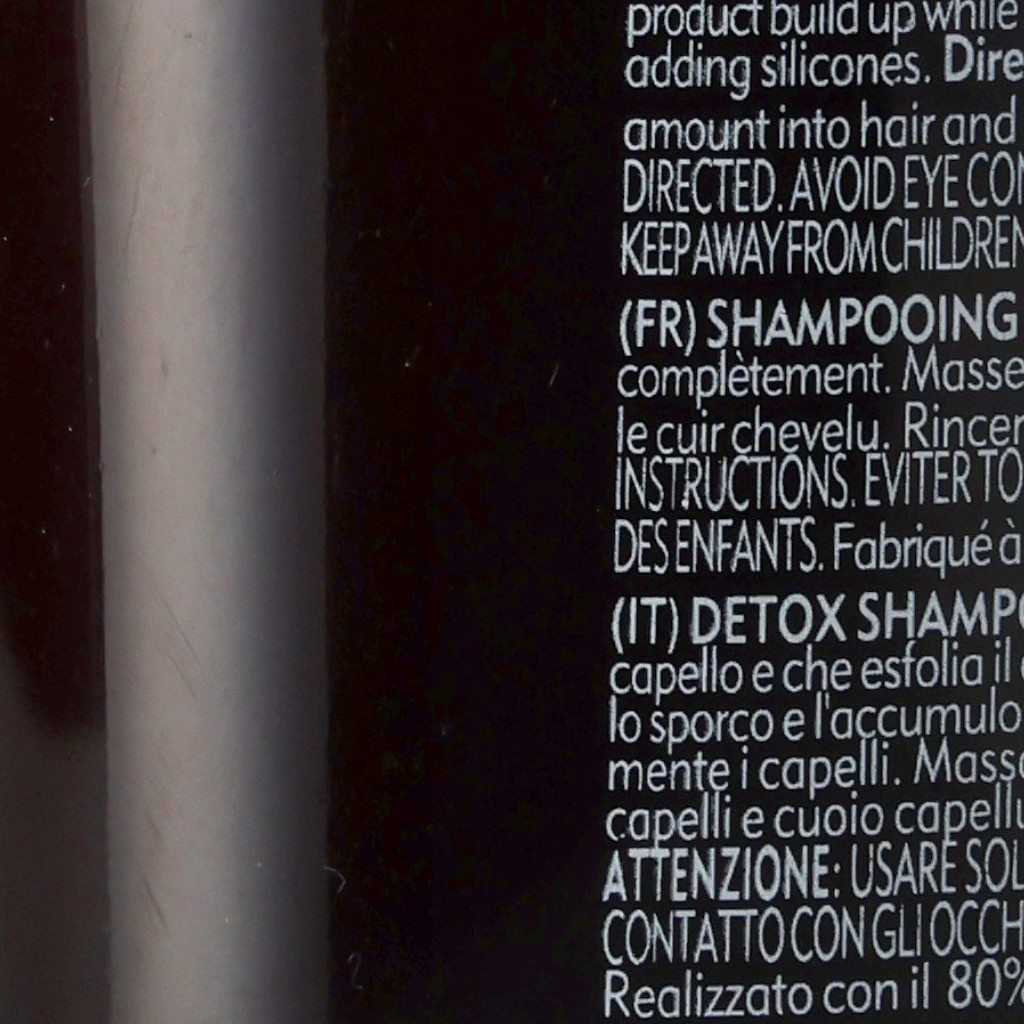 product build up while
adding silicones. Dire
amount into hair and
DIRECTED. AVOID EYE CON
KEEP AWAY FROM CHILDREN
(FR) SHAMPOOING
complètement. Masse
le cuir chevelu. Rincer
INSTRUCTIONS. EVITER TO
DES ENFANTS. Fabriqué à
(IT) DETOX SHAMPO
capello e che esfolia il
lo sporco e l'accumulo
mente i capelli. Massa
capelli e cuoio capellu
ATTENZIONE: USARE SOL
CONTATTO CON GLI OCCH
Realizzato con il 80%